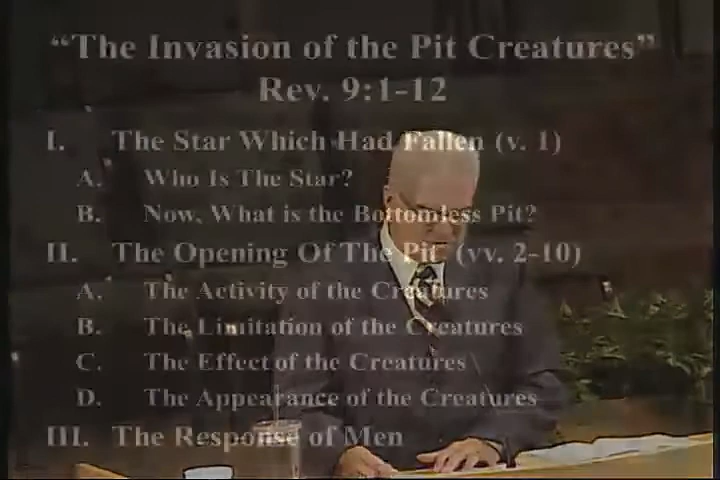 “The Invasion of the Pit Creatures”
Rev. 9:1-12
I. The Star Which Had Fallen (v. 1)
A. Who Is The Star?
B. Now, What is the Bottomless Pit?
II. The Opening Of The Pit (vv. 2-10)
A. The Activity of the Creatures
B. The Limitation of the Creatures
C. The Effect of the Creatures
D. The Appearance of the Creatures
III. The Response of Men